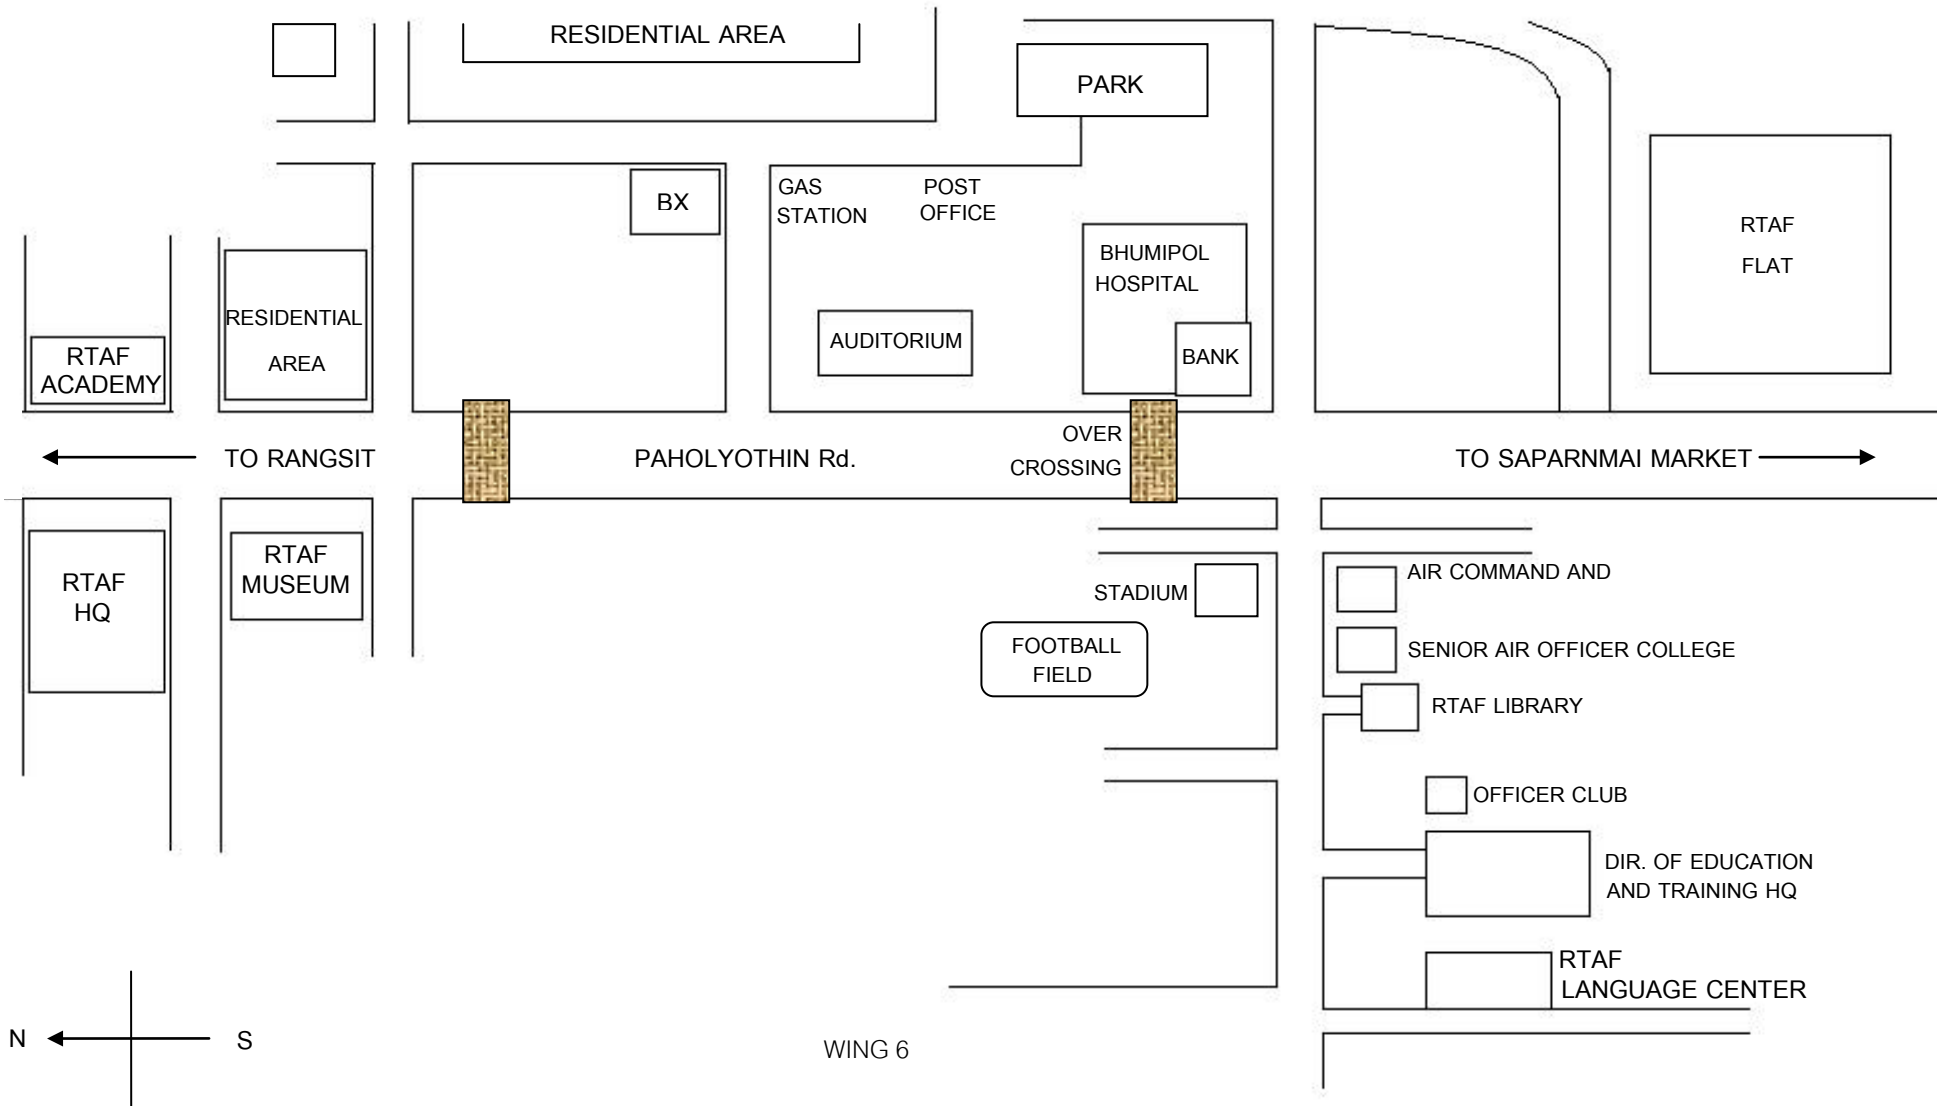 RESIDENTIAL AREA
PARK
BX
GAS
STATION
POST
OFFICE
BHUMIPOL
HOSPITAL
RTAF
FLAT
RESIDENTIAL
AREA
RTAF
ACADEMY
AUDITORIUM
BANK
OVER
CROSSING
TO RANGSIT
PAHOLYOTHIN Rd.
TO SAPARNMAI MARKET
RTAF
HQ
RTAF
MUSEUM
STADIUM
FOOTBALL
FIELD
AIR COMMAND AND
SENIOR AIR OFFICER COLLEGE
RTAF LIBRARY
OFFICER CLUB
DIR. OF EDUCATION
AND TRAINING HQ
RTAF
LANGUAGE CENTER
N
S
WING 6